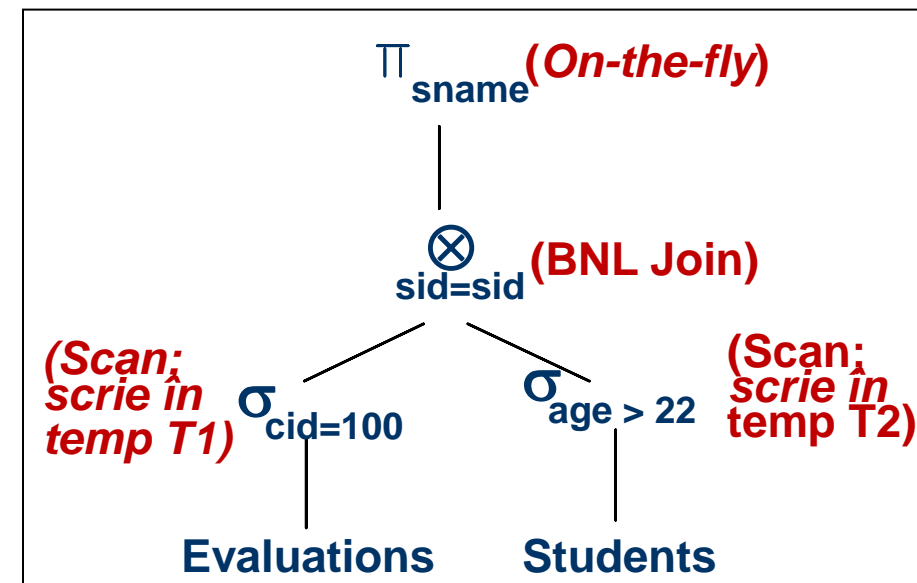 π sname (On-the-fly)
⊗ sid=sid (BNL Join)
(Scan;
scrie în
temp T1)
σ cid=100
σ age > 22
(Scan;
scrie în
temp T2)
Evaluations Students